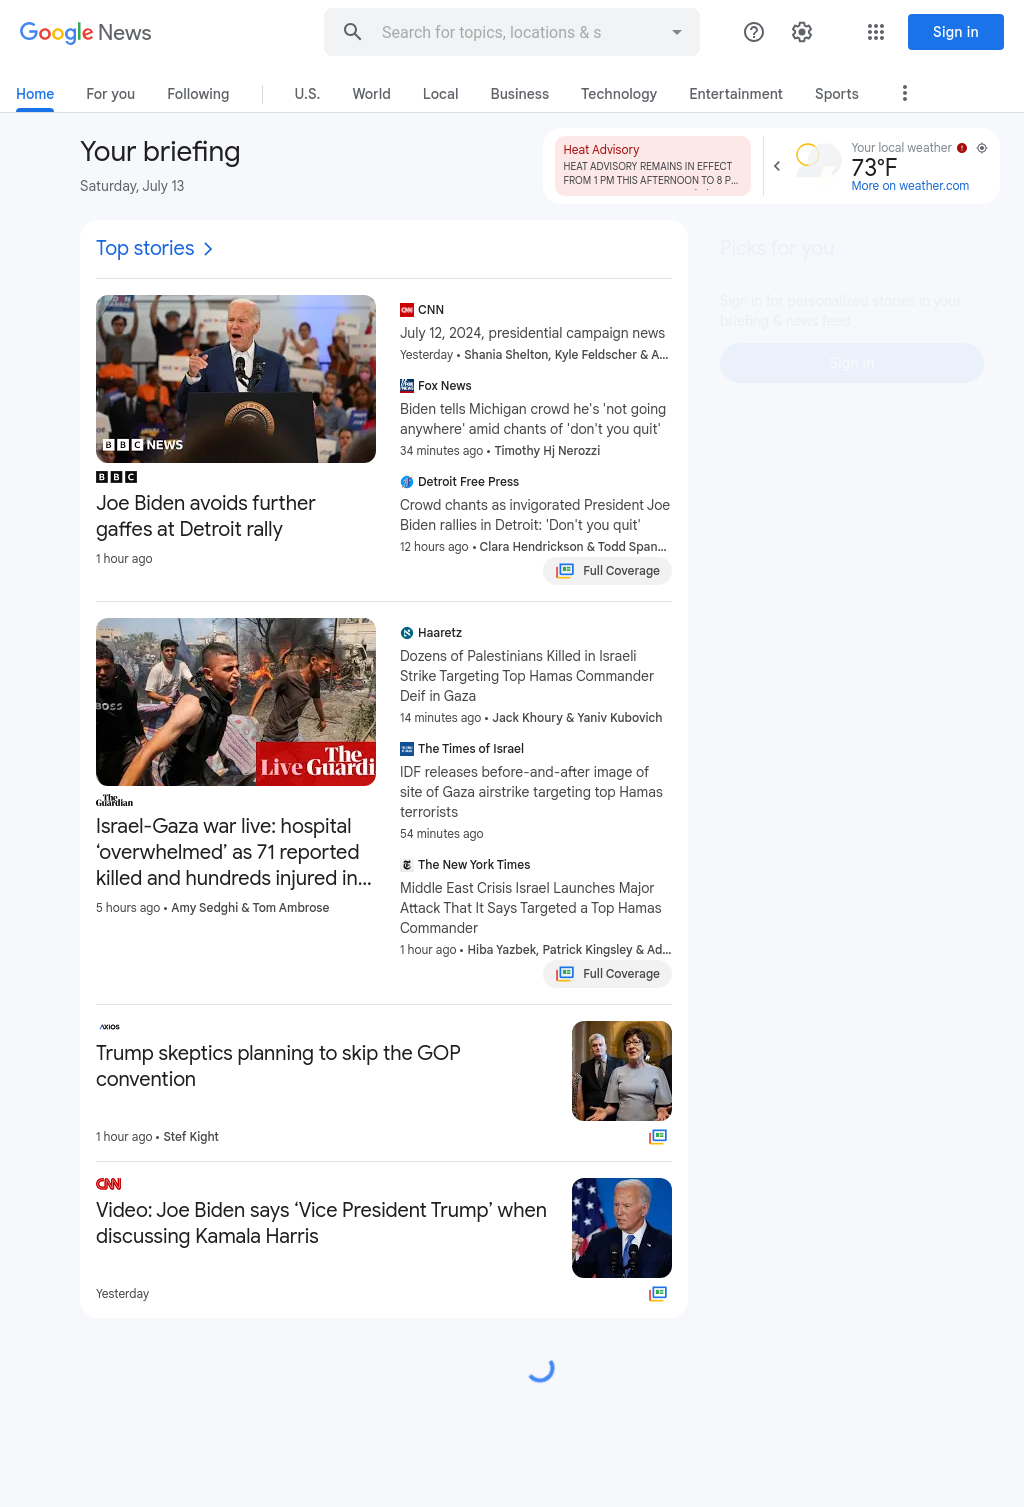 Google News
Search for topics, locations & s
Sign in
Home
For you
Following
U.S.
World
Local
Business
Technology
Entertainment
Sports
Your briefing
Saturday, July 13
Heat Advisory
HEAT ADVISORY REMAINS IN EFFECT
FROM 1 PM THIS AFTERNOON TO 8 P...
Your local weather
73°F
More on weather.com
Top stories
BBC NEWS
BBC
Joe Biden avoids further
gaffes at Detroit rally
1 hour ago
CNN
July 12, 2024, presidential campaign news
Yesterday • Shania Shelton, Kyle Feldscher & A...
Fox News
Biden tells Michigan crowd he's 'not going
anywhere' amid chants of 'don't you quit'
34 minutes ago • Timothy Hj Nerozzi
Detroit Free Press
Crowd chants as invigorated President Joe
Biden rallies in Detroit: 'Don't you quit'
12 hours ago • Clara Hendrickson & Todd Span...
Full Coverage
Picks for you
Sign in for personalized stories in your
briefing & news feed
Sign in
BOSS
Live
The
Guardi
The
Guardian
Israel-Gaza war live: hospital
‘overwhelmed’ as 71 reported
killed and hundreds injured in...
5 hours ago • Amy Sedghi & Tom Ambrose
Haaretz
Dozens of Palestinians Killed in Israeli
Strike Targeting Top Hamas Commander
Deif in Gaza
14 minutes ago • Jack Khoury & Yaniv Kubovich
The Times of Israel
IDF releases before-and-after image of
site of Gaza airstrike targeting top Hamas
terrorists
54 minutes ago
The New York Times
Middle East Crisis Israel Launches Major
Attack That It Says Targeted a Top Hamas
Commander
1 hour ago • Hiba Yazbek, Patrick Kingsley & Ad...
Full Coverage
AXIOS
Trump skeptics planning to skip the GOP
convention
1 hour ago • Stef Kight
CNN
Video: Joe Biden says ‘Vice President Trump’ when
discussing Kamala Harris
Yesterday